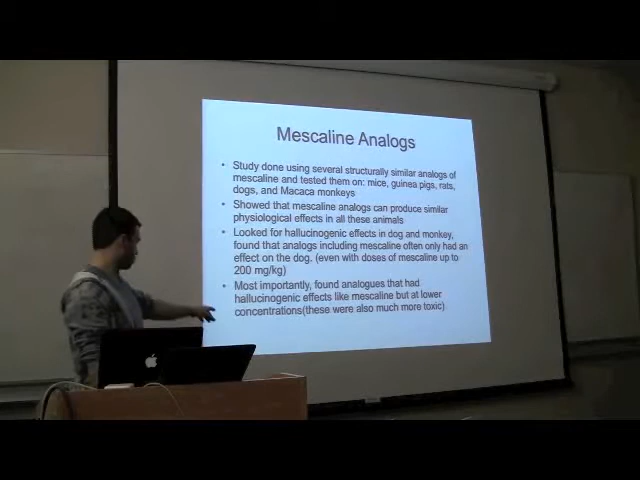 Mescaline Analogs
• Study done using several structurally similar analogs of
mescaline and tested them on: mice, guinea pigs, rats,
dogs, and Macaca monkeys
• Showed that mescaline analogs can produce similar
physiological effects in all these animals
• Looked for hallucinogenic effects in dog and monkey,
found that analogs including mescaline often only had an
effect on the dog. (even with doses of mescaline up to
200 mg/kg)
• Most importantly, found analogues that had
hallucinogenic effects like mescaline but at lower
concentrations(these were also much more toxic)